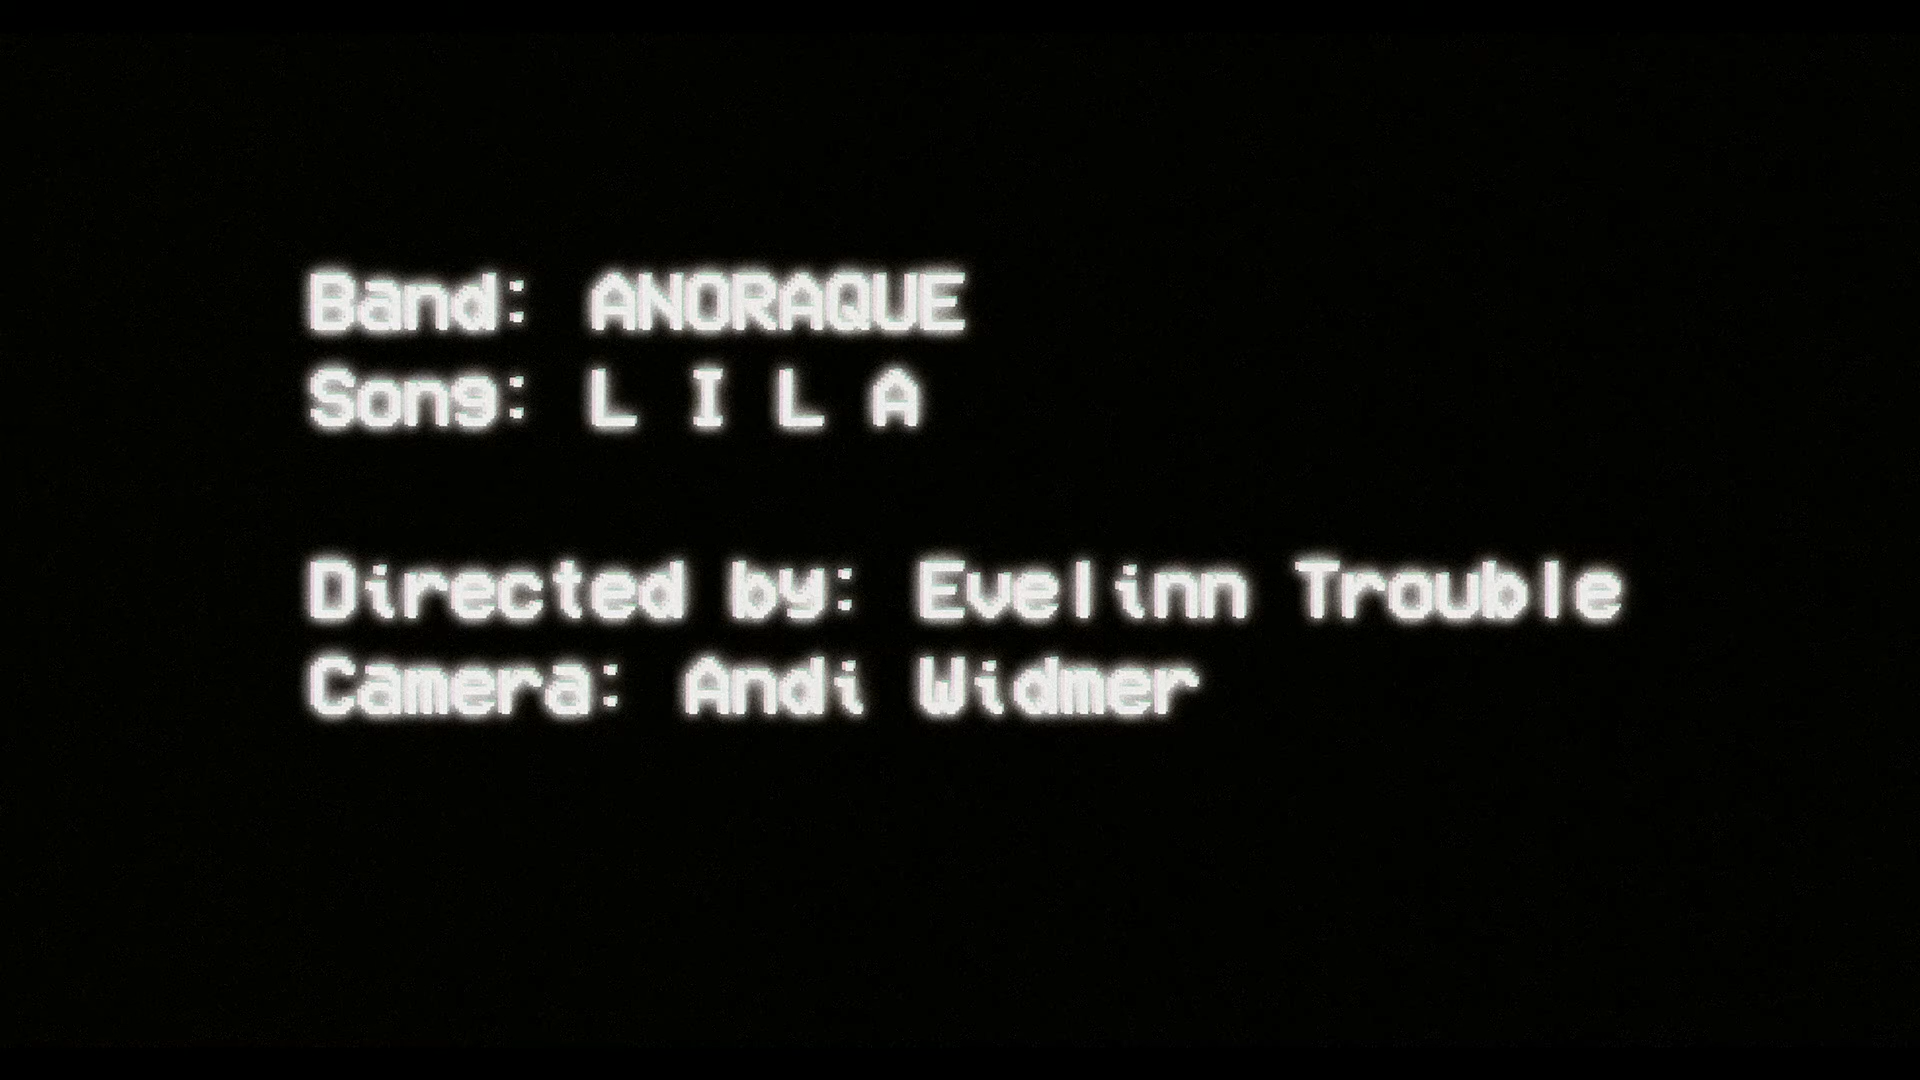 Band: ANORAQUE
Song: L I L A
Directed by: Evelinn Trouble
Camera: Andi Widmer